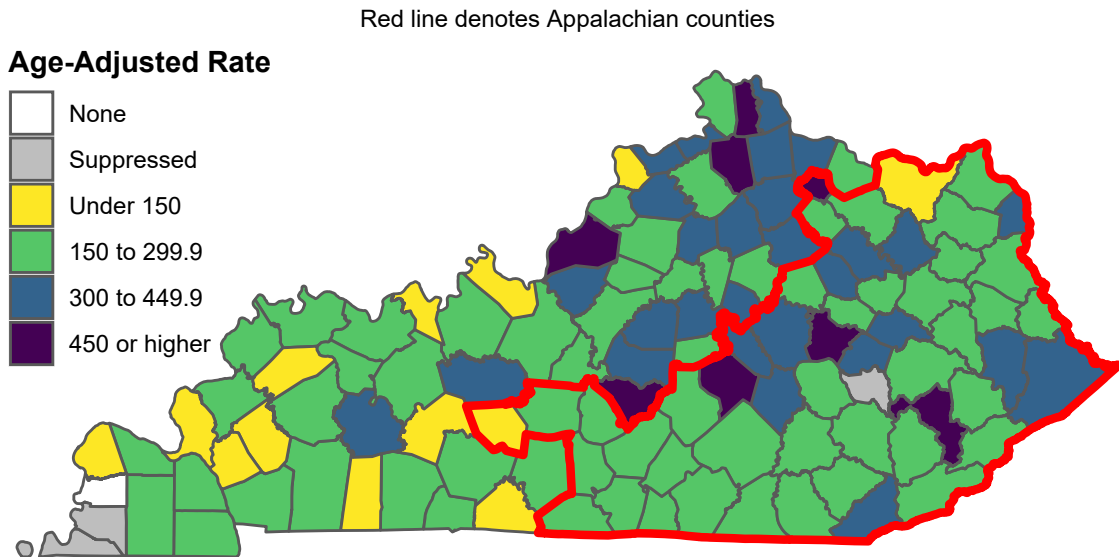 Red line denotes Appalachian counties
Age-Adjusted Rate
None
Suppressed
Under 150
150 to 299.9
300 to 449.9
450 or higher